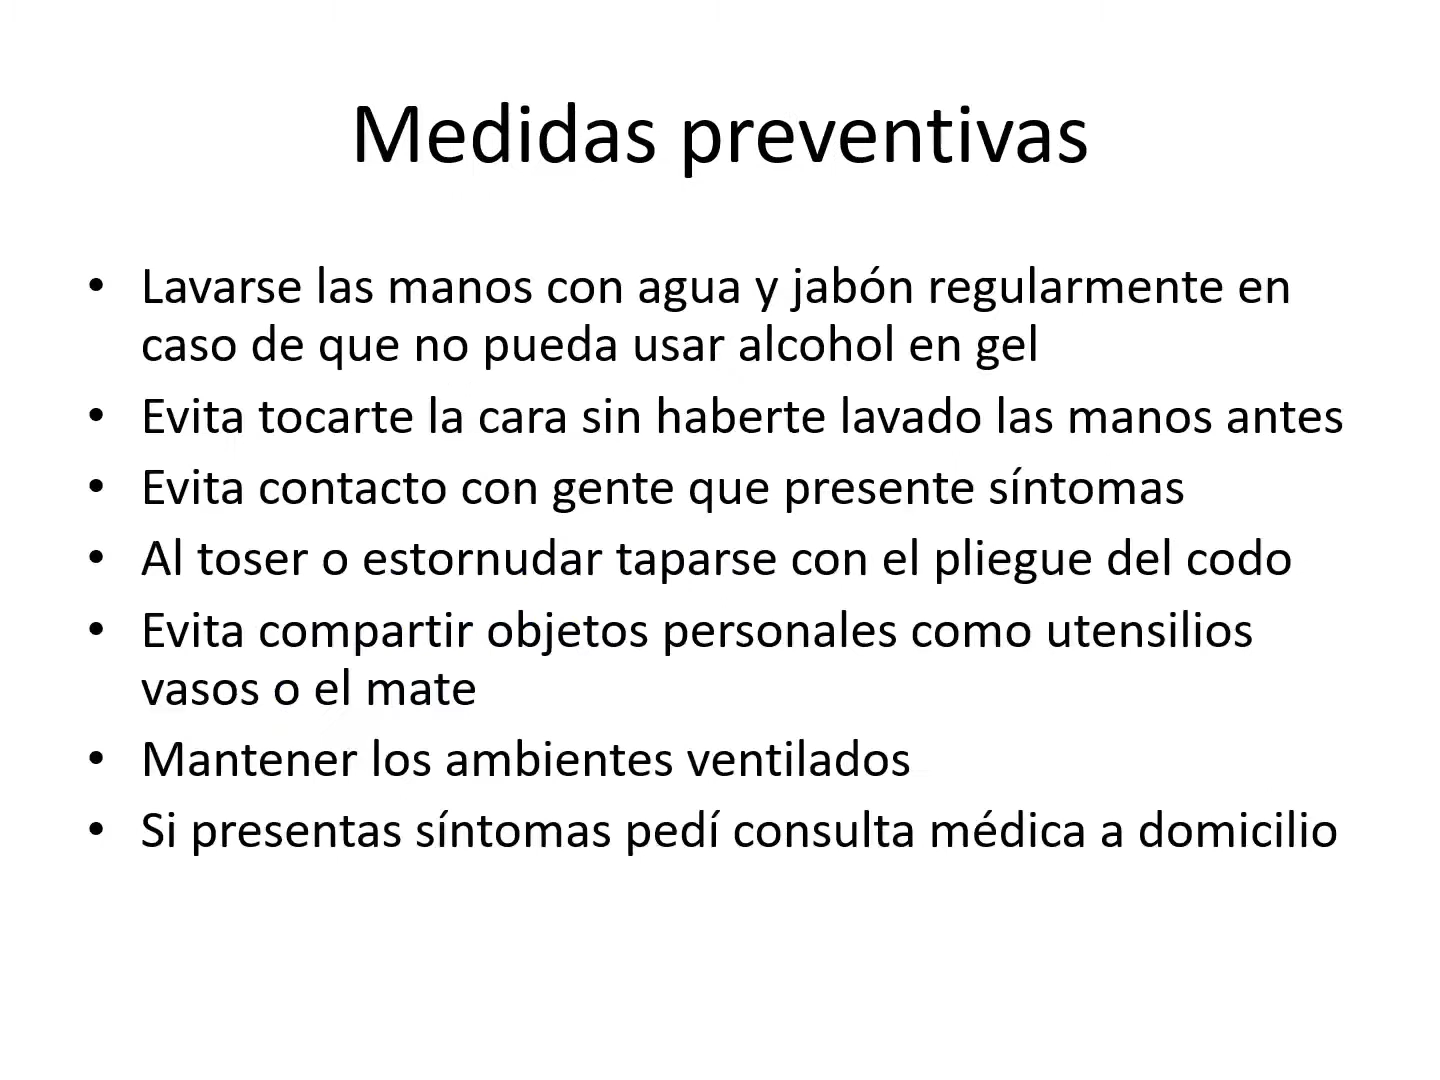 Medidas preventivas
• Lavarse las manos con agua y jabón regularmente en
caso de que no pueda usar alcohol en gel
• Evita tocarte la cara sin haberte lavado las manos antes
• Evita contacto con gente que presente síntomas
• Al toser o estornudar taparse con el pliegue del codo
• Evita compartir objetos personales como utensilios
vasos o el mate
• Mantener los ambientes ventilados
• Si presentas síntomas pedí consulta médica a domicilio